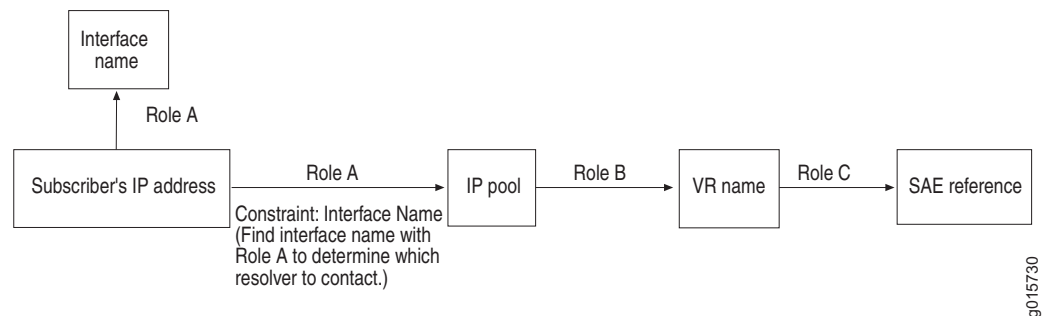 Interface
name
Role A
Subscriber's IP address
Role A
Constraint: Interface Name
(Find interface name with
Role A to determine which
resolver to contact.)
IP pool
Role B
VR name
Role C
SAE reference
g015730